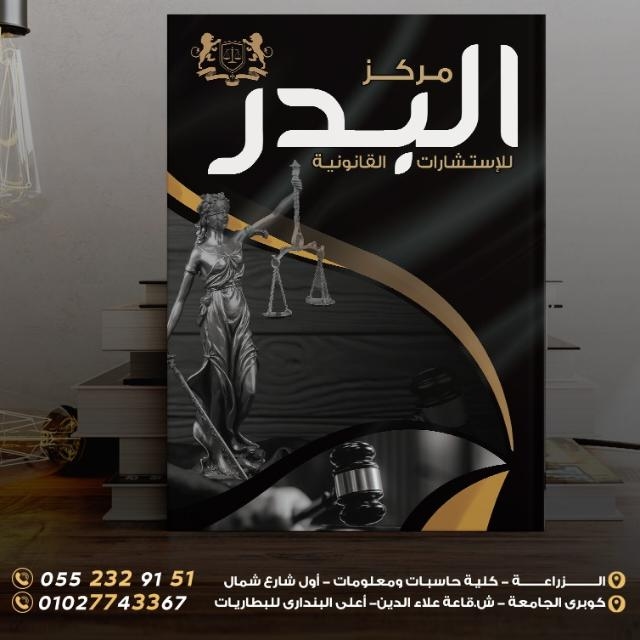 مركز
البدر
للإستشارات القانونية
الـــزراعـــة - كلية حاسبات ومعلومات - أول شارع شمال
055 232 91 51
كوبرى الجامعة - ش.قاعة علاء الدين- أعلى البندارى للبطاريات
01027743367